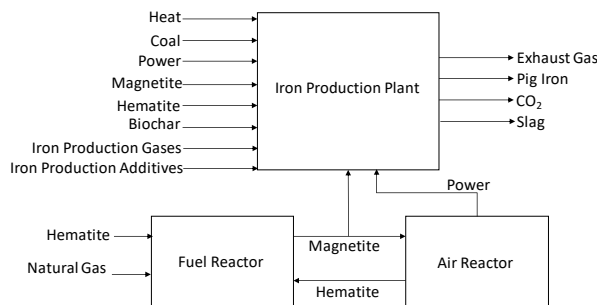 Heat
Coal
Power
Magnetite
Hematite
Biochar
Iron Production Gases
Iron Production Additives
Iron Production Plant
Exhaust Gas
Pig Iron
CO₂
Slag
Power
Hematite
Natural Gas
Fuel Reactor
Magnetite
Hematite
Air Reactor